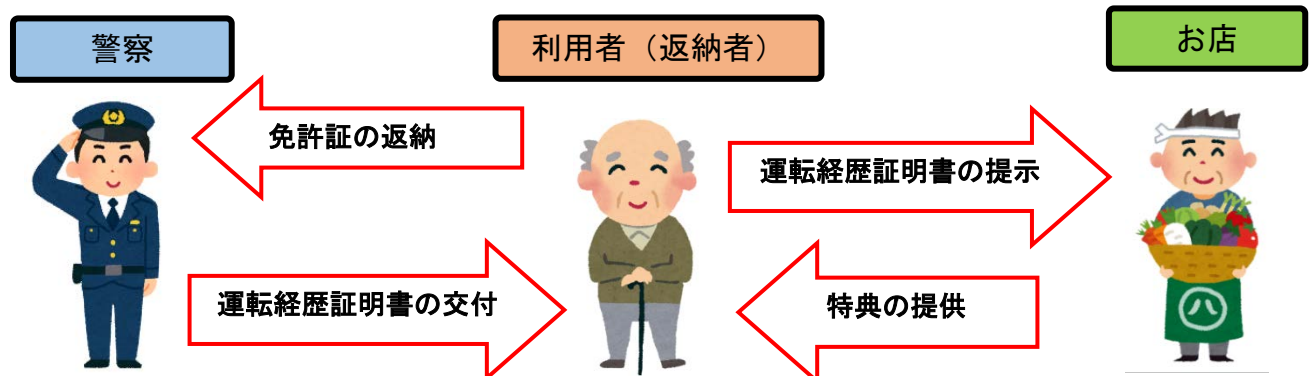 警察
利用者（返納者）
お店
免許証の返納
運転経歴証明書の提示
運転経歴証明書の交付
特典の提供
八